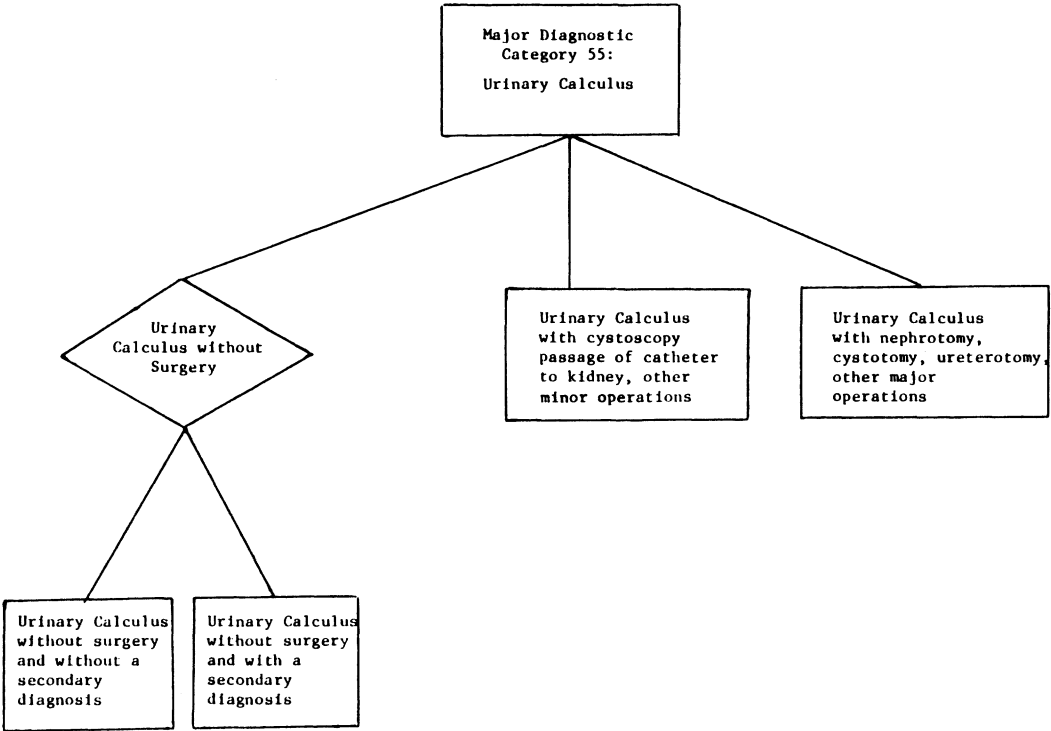 Major Diagnostic
Category 55:
Urinary Calculus
Urinary
Calculus without
Surgery
Urinary Calculus
with cystoscopy
passage of catheter
to kidney, other
minor operations
Urinary Calculus
with nephrotomy,
cystotomy, ureterotomy,
other major
operations
Urinary Calculus
without surgery
and without a
secondary
diagnosis
Urinary Calculus
without surgery
and with a
secondary
diagnosis